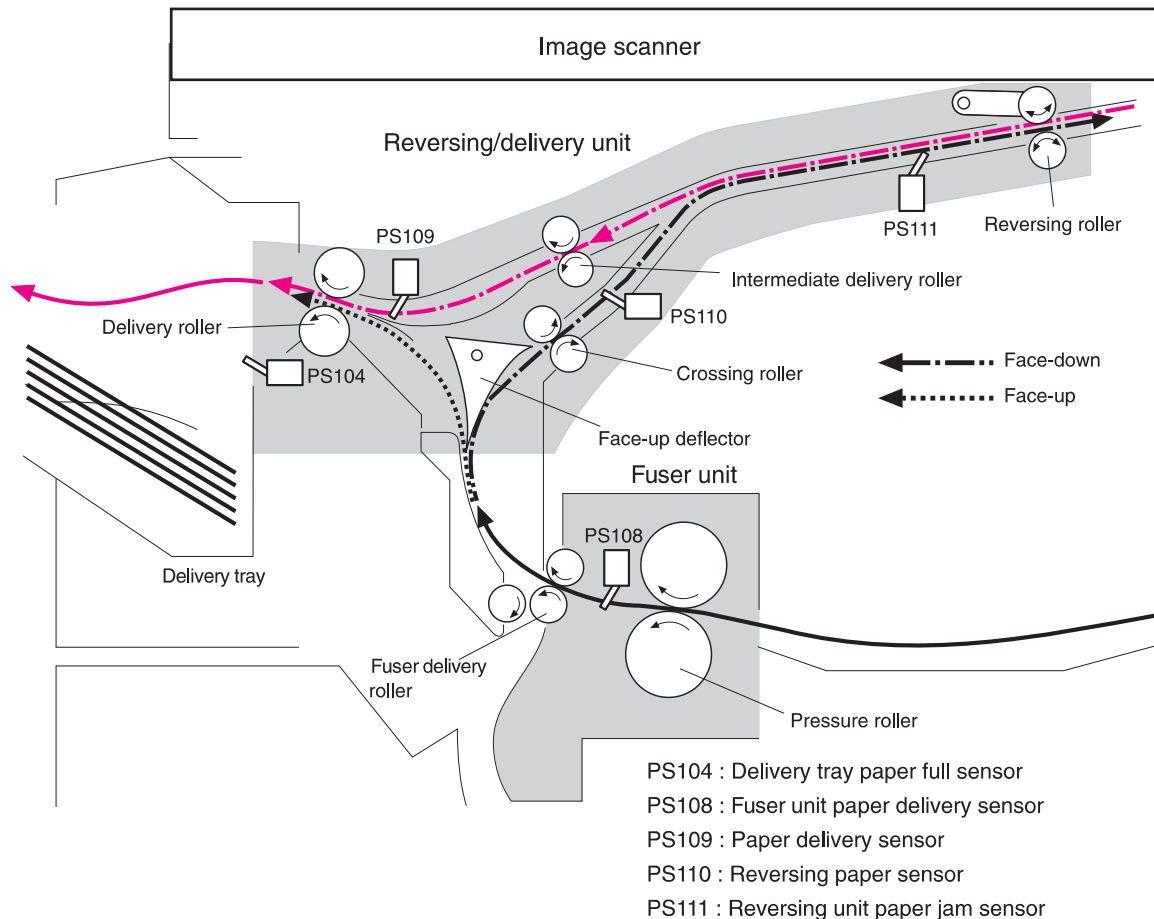 Image scanner
Reversing/delivery unit
PS109
PS111
Reversing roller
Intermediate delivery roller
Delivery roller
PS110
PS104
Crossing roller
Face-down
Face-up
Face-up deflector
Fuser unit
PS108
Delivery tray
Fuser delivery
roller
Pressure roller
PS104 : Delivery tray paper full sensor
PS108 : Fuser unit paper delivery sensor
PS109 : Paper delivery sensor
PS110 : Reversing paper sensor
PS111 : Reversing unit paper jam sensor